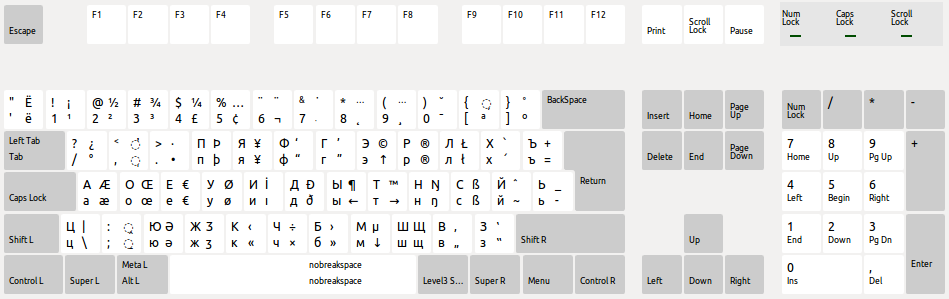 Escape F1 F2 F3 F4 F5 F6 F7 F8 F9 F10 F11 F12 Print Scroll Lock Pause Num Lock Caps Lock Scroll Lock
" Ё ! ¡ @ ½ # ¾ $ ¼ % … & * ( ) { } ° BackSpace Insert Home Page Up Num Lock / * -
' ё 1 ¹ 2 ² 3 ³ 4 £ 5 ¢ 6 ¬ 7 8 9 0 [ ª ] º
Left Tab ? ¿ < > · П Þ Я ¥ Ф ‘ Г ’ Э © Р ® Л Ł Х ` Ъ + Delete End Page Down 7 8 9 +
Tab / ° , . • п þ я ¥ ф “ г ” э ↑ р ® л ł х ´ ъ = Home Up Pg Up
Caps Lock А Æ О Œ Е € У Ø И İ Д Ð Ы ¶ Т ™ Н Ŋ С ß Й ˆ Ь _ Return 4 5 6
а æ о œ е € у ø и ı д ð ы ← т → н ŋ с ß й ~ ь - Left Begin Right
Shift L Ц | : Ю Ə Ж Ʒ К ‹ Ч ÷ Б › М µ Ш Щ В , З ‛ Shift R Up 1 2 3 Enter
ц \ ; ю ə ж ʒ к « ч × б » м ↓ ш щ в „ з ‟ End Down Pg Dn
Control L Super L Meta L nobreakspace Level3 S... Super R Menu Control R Left Down Right 0 ,
Alt L nobreakspace Ins Del